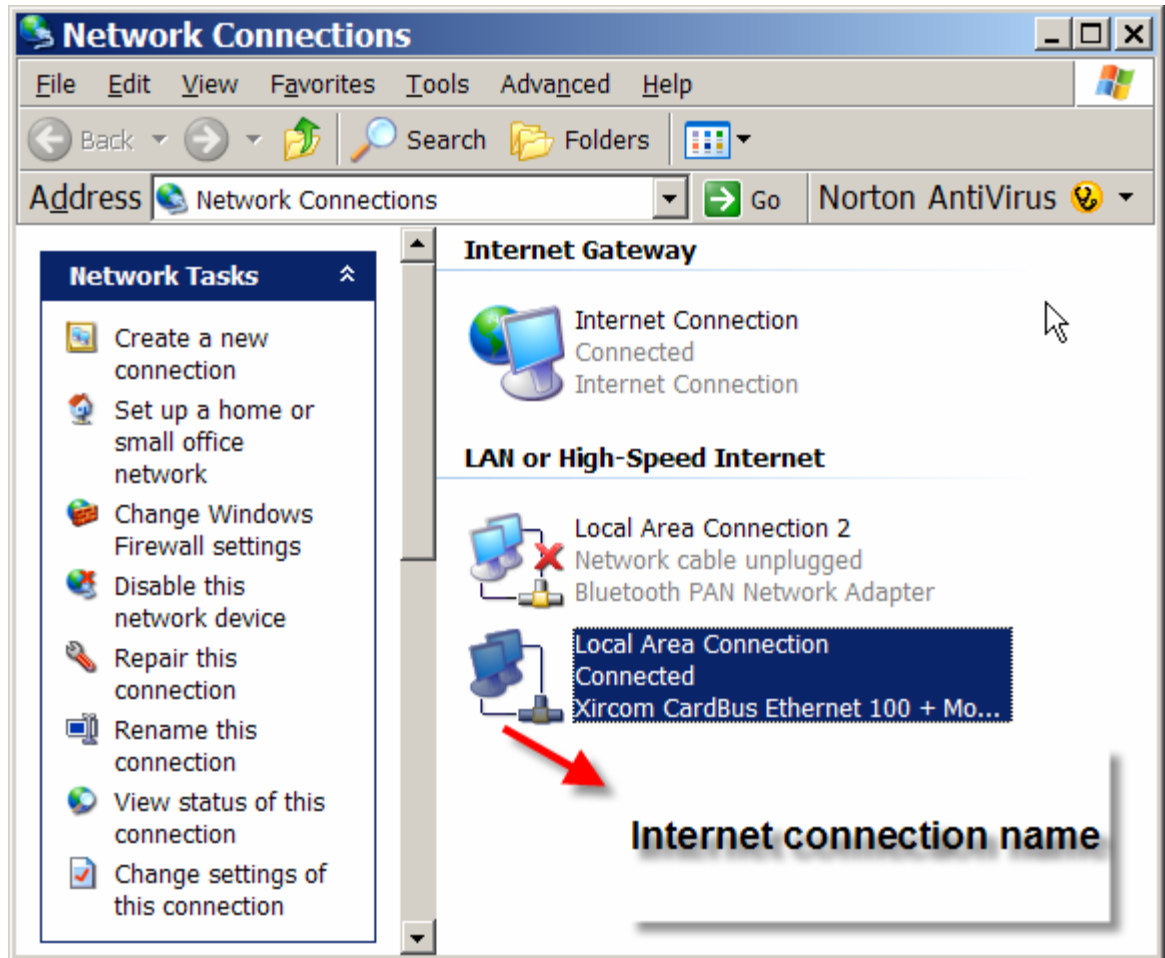 Network Connections
File Edit View Favorites Tools Advanced Help
Back Search Folders
Address Network Connections Go Norton AntiVirus
Network Tasks
Create a new
connection
Set up a home or
small office
network
Change Windows
Firewall settings
Disable this
network device
Repair this
connection
Rename this
connection
View status of this
connection
Change settings of
this connection
Internet Gateway
Internet Connection
Connected
Internet Connection
LAN or High-Speed Internet
Local Area Connection 2
Network cable unplugged
Bluetooth PAN Network Adapter
Local Area Connection
Connected
Xircom CardBus Ethernet 100 + Mo...
Internet connection name